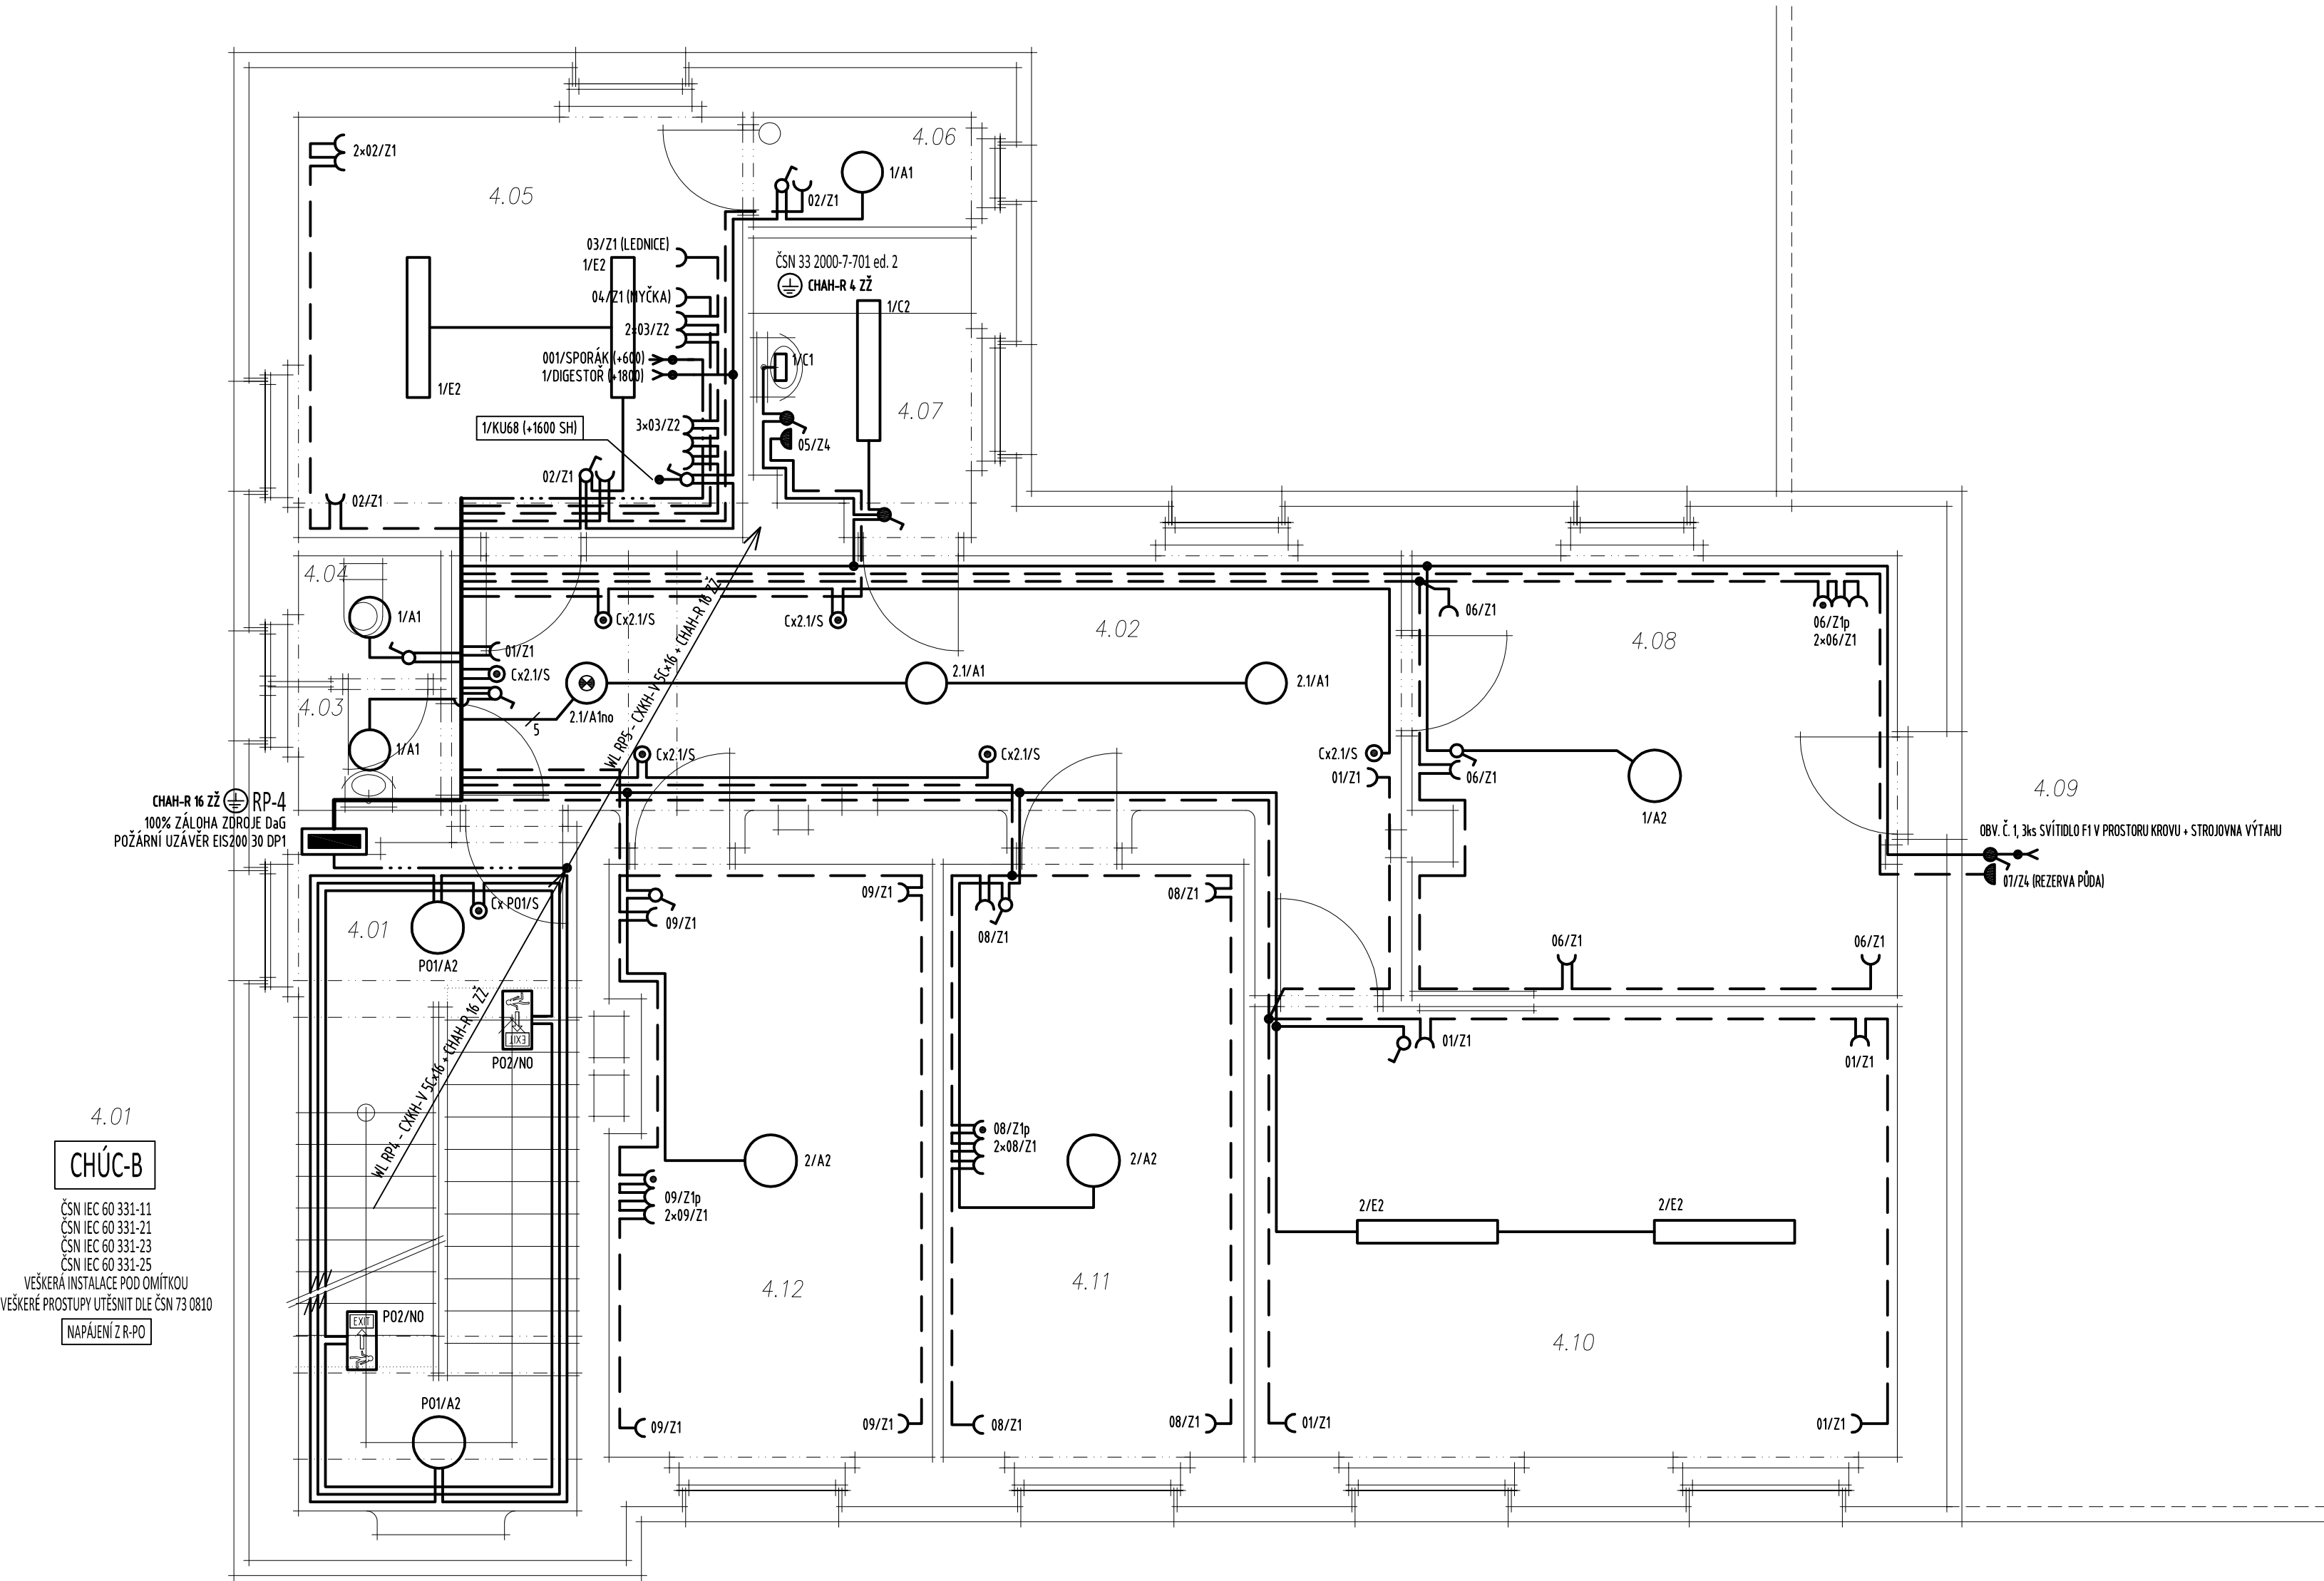 4.06
2×02/Z1
1/A1
4.05
02/Z1
03/Z1 (LEDNICE)
1/E2
ČSN 33 2000-7-701 ed. 2
CHAH-R 4 ZŽ
04/Z1 (MYČKA)
1/C2
2×03/Z2
001/SPORÁK (+600)
1/C1
1/DIGESTOŘ (+1800)
1/E2
4.07
1/KU68 (+1600 SH)
3×03/Z2
05/Z4
02/Z1
02/Z1
4.04
1/A1
Cx2.1/S
Cx2.1/S
4.02
06/Z1
06/Z1p
2×06/Z1
4.08
01/Z1
Cx2.1/S
2.1/A1
2.1/A1
4.03
2.1/A1no
5
1/A1
Cx2.1/S
Cx2.1/S
01/Z1
06/Z1
WL RP5 - CXKH-V 5C×16 + CHAH-R 16 ZŽ
4.09
CHAH-R 16 ZŽ
RP-4
100% ZÁLOHA ZDROJE DaG
POŽÁRNÍ UZÁVĚR EIS200 30 DP1
1/A2
OBV. Č. 1, 3ks SVÍTIDLO F1 V PROSTORU KROVU + STROJOVNA VÝTAHU
07/Z4 (REZERVA PŮDA)
Cx PO1/S
09/Z1
08/Z1
4.01
09/Z1
08/Z1
06/Z1
06/Z1
PO1/A2
EXIT
PO2/NO
01/Z1
01/Z1
WL RP4 - CXKH-V 5C×16 + CHAH-R 16 ZŽ
4.01
CHÚC-B
08/Z1p
2×08/Z1
2/A2
2/A2
09/Z1p
2×09/Z1
2/E2
2/E2
ČSN IEC 60 331-11
ČSN IEC 60 331-21
ČSN IEC 60 331-23
ČSN IEC 60 331-25
VEŠKERÁ INSTALACE POD OMÍTKOU
VEŠKERÉ PROSTUPY UTĚSNIT DLE ČSN 73 0810
NAPÁJENÍ Z R-PO
4.12
4.11
EXIT
PO2/NO
4.10
PO1/A2
09/Z1
09/Z1
08/Z1
08/Z1
01/Z1
01/Z1